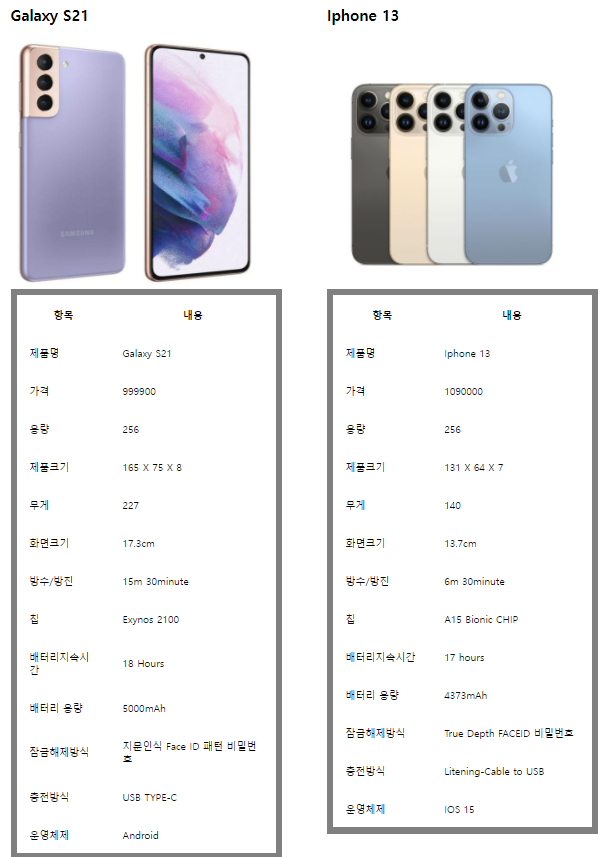 Galaxy S21
SAMSUNG
항목 내용
제품명 Galaxy S21
가격 999900
용량 256
제품크기 165 X 75 X 8
무게 227
화면크기 17.3cm
방수/방진 15m 30minute
칩 Exynos 2100
배터리지속시
간 18 Hours
배터리 용량 5000mAh
잠금해제방식 지문인식 Face ID 패턴 비밀번
호
충전방식 USB TYPE-C
운영체제 Android
Iphone 13
항목 내용
제품명 Iphone 13
가격 1090000
용량 256
제품크기 131 X 64 X 7
무게 140
화면크기 13.7cm
방수/방진 6m 30minute
칩 A15 Bionic CHIP
배터리지속시간 17 hours
배터리 용량 4373mAh
잠금해제방식 True Depth FACEID 비밀번호
충전방식 Litening-Cable to USB
운영체제 IOS 15